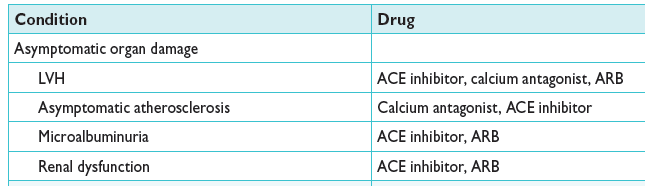 Condition Drug
Asymptomatic organ damage
LVH ACE inhibitor, calcium antagonist, ARB
Asymptomatic atherosclerosis Calcium antagonist, ACE inhibitor
Microalbuminuria ACE inhibitor, ARB
Renal dysfunction ACE inhibitor, ARB